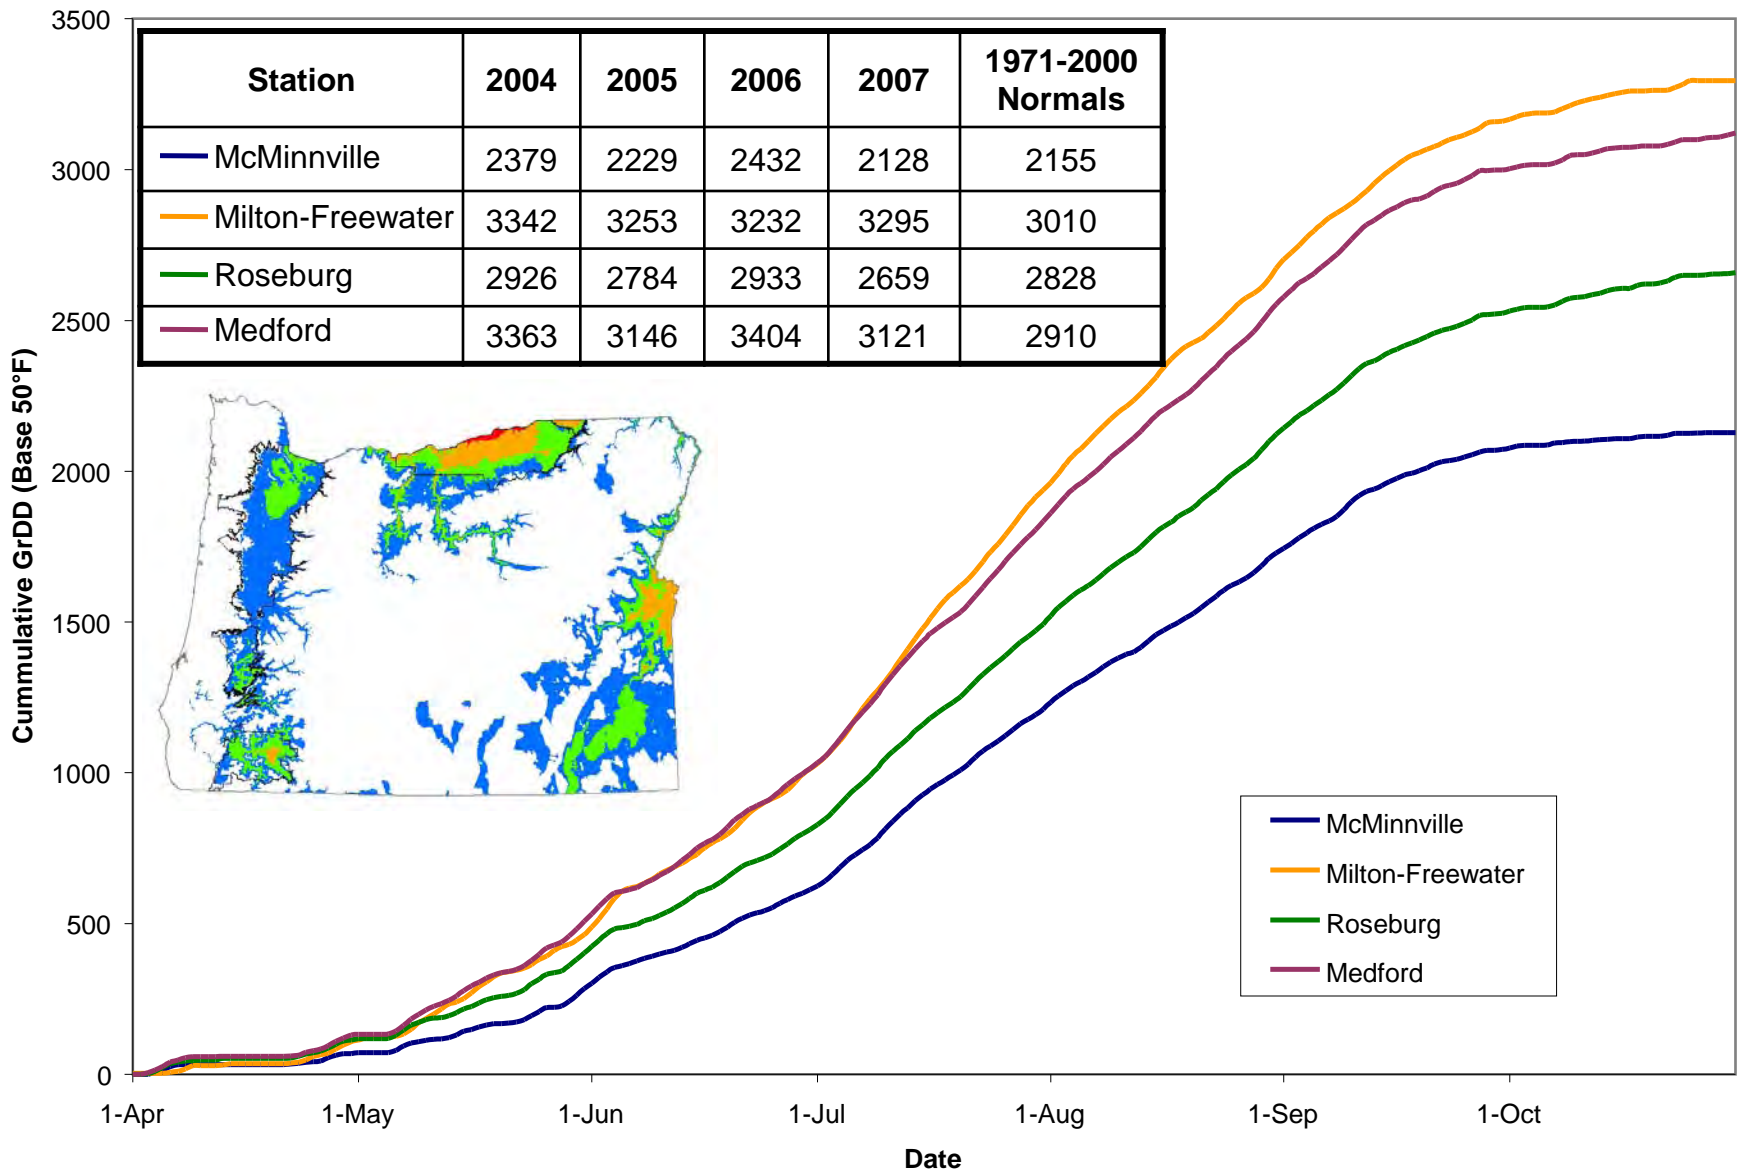 3500
3000
2500
2000
1500
1000
500
0
Cummulative GrDD (Base 50°F)
Station 2004 2005 2006 2007 1971-2000 Normals
McMinnville 2379 2229 2432 2128 2155
Milton-Freewater 3342 3253 3232 3295 3010
Roseburg 2926 2784 2933 2659 2828
Medford 3363 3146 3404 3121 2910
McMinnville
Milton-Freewater
Roseburg
Medford
1-Apr 1-May 1-Jun 1-Jul 1-Aug 1-Sep 1-Oct
Date